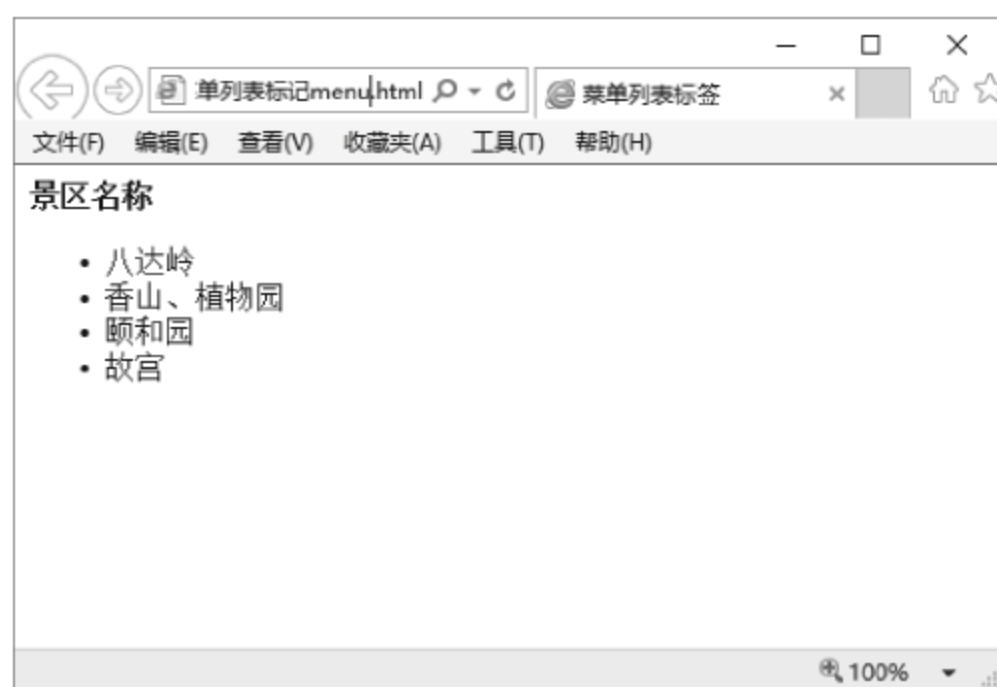 单列表标记menu.html
菜单列表标签
文件(F) 编辑(E) 查看(V) 收藏夹(A) 工具(T) 帮助(H)
景区名称
• 八达岭
• 香山、植物园
• 颐和园
• 故宫
100%